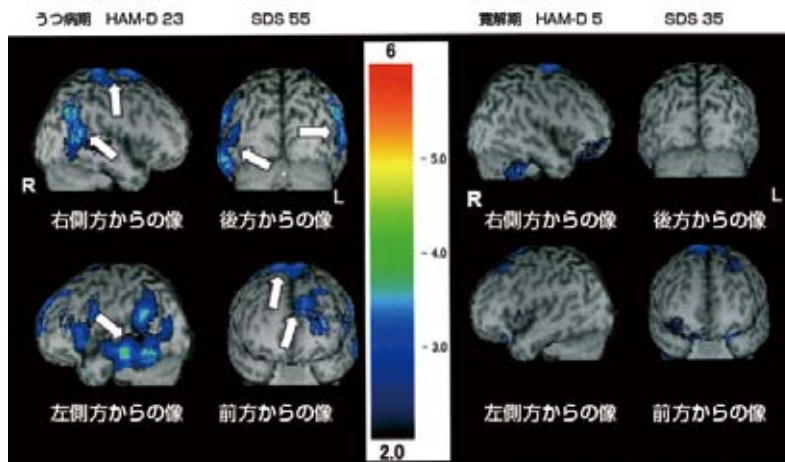 うつ病期 HAM-D 23 SDS 55
寛解期 HAM-D 5 SDS 35
6
5.0
4.0
3.0
2.0
R
L
右側方からの像 後方からの像
左側方からの像 前方からの像
R
L
右側方からの像 後方からの像
左側方からの像 前方からの像